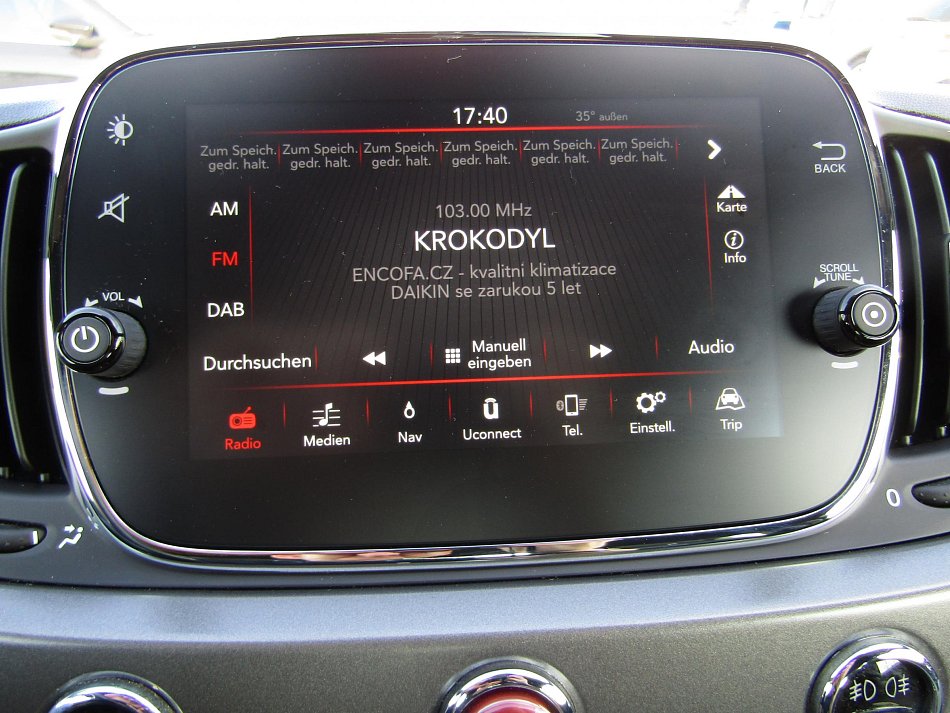 17:40
35° außen
Zum Speich. Zum Speich. Zum Speich. Zum Speich. Zum Speich. Zum Speich.
gedr. halt. gedr. halt. gedr. halt. gedr. halt. gedr. halt. gedr. halt.
BACK
AM
FM
DAB
103.00 MHz
KROKODYL
ENCOFA.CZ - kvalitní klimatizace
DAIKIN se zarukou 5 let
Karte
Info
VOL
SCROLL
TUNE
Durchsuchen
Manuell
eingeben
Audio
Radio
Medien
Nav
Uconnect
Tel.
Einstell.
Trip
0